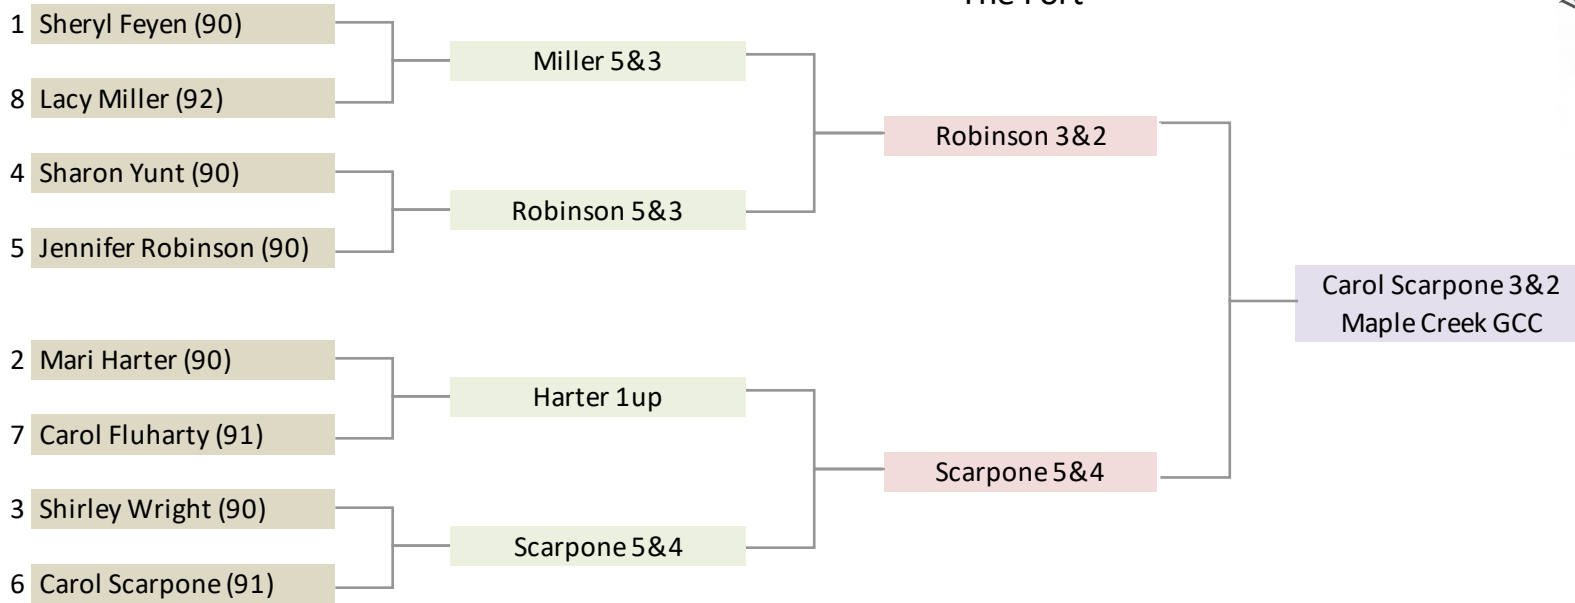 The Fort
1 Sheryl Feyen (90)
Miller 5&3
8 Lacy Miller (92)
Robinson 3&2
4 Sharon Yunt (90)
Robinson 5&3
5 Jennifer Robinson (90)
Carol Scarpone 3&2
Maple Creek GCC
2 Mari Harter (90)
Harter 1up
7 Carol Fluharty (91)
Scarpone 5&4
3 Shirley Wright (90)
Scarpone 5&4
6 Carol Scarpone (91)